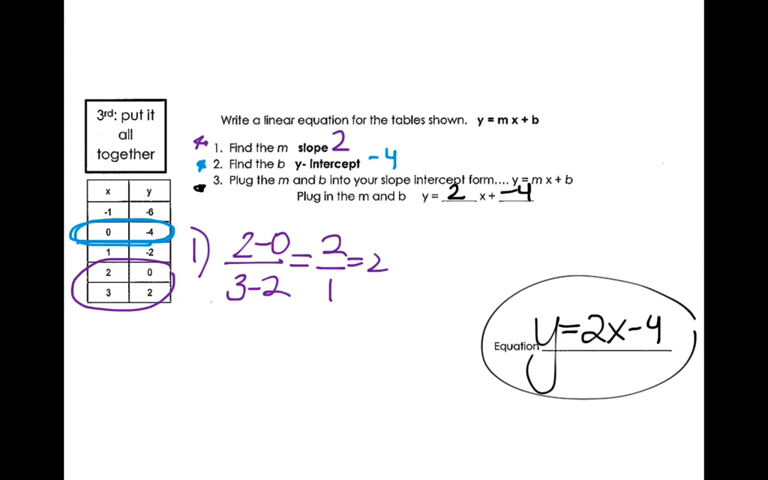 3rd: put it
all
together
Write a linear equation for the tables shown. y = m x + b
1. Find the m slope 2
2. Find the b y- intercept -4
3. Plug the m and b into your slope intercept form.... y = m x + b
Plug in the m and b y = 2 x + -4
x y
-1 -6
0 -4
1 -2
2 0
3 2
1) 2-0/3-2 = 2/1 = 2
Equation y=2x-4